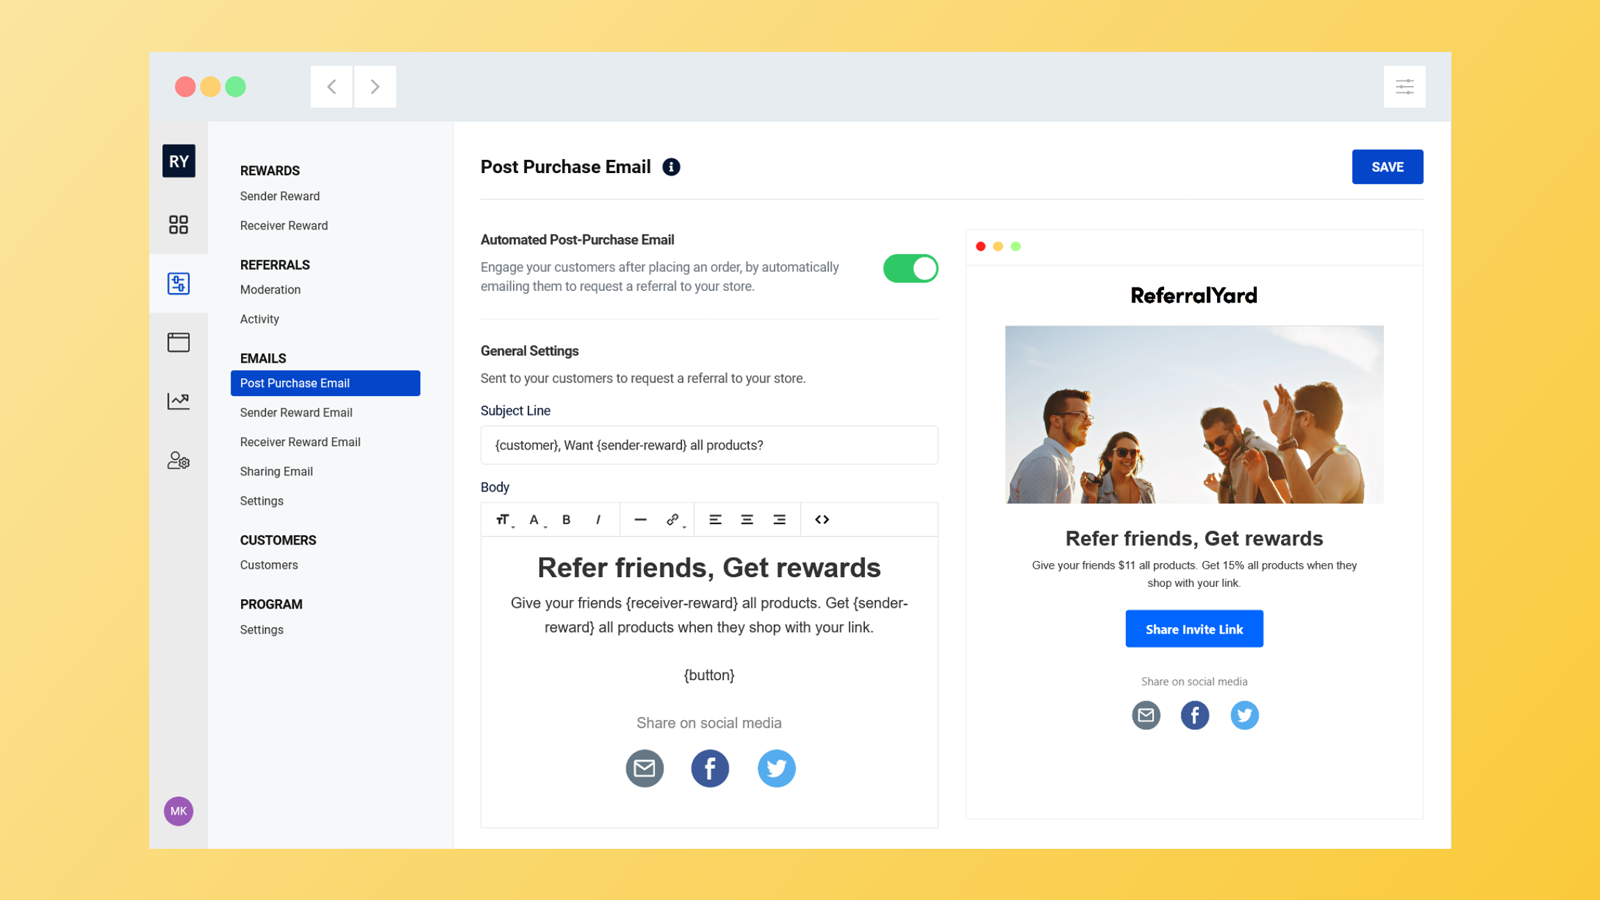 RY
REWARDS
Sender Reward
Receiver Reward
REFERRALS
Moderation
Activity
EMAILS
Post Purchase Email
Sender Reward Email
Receiver Reward Email
Sharing Email
Settings
CUSTOMERS
Customers
PROGRAM
Settings
MK
Post Purchase Email
SAVE
Automated Post-Purchase Email
Engage your customers after placing an order, by automatically
emailing them to request a referral to your store.
General Settings
Sent to your customers to request a referral to your store.
Subject Line
{customer}, Want {sender-reward} all products?
Body
TT A B I
Refer friends, Get rewards
Give your friends {receiver-reward} all products. Get {sender-
reward} all products when they shop with your link.
{button}
Share on social media
ReferralYard
Refer friends, Get rewards
Give your friends $11 all products. Get 15% all products when they
shop with your link.
Share Invite Link
Share on social media